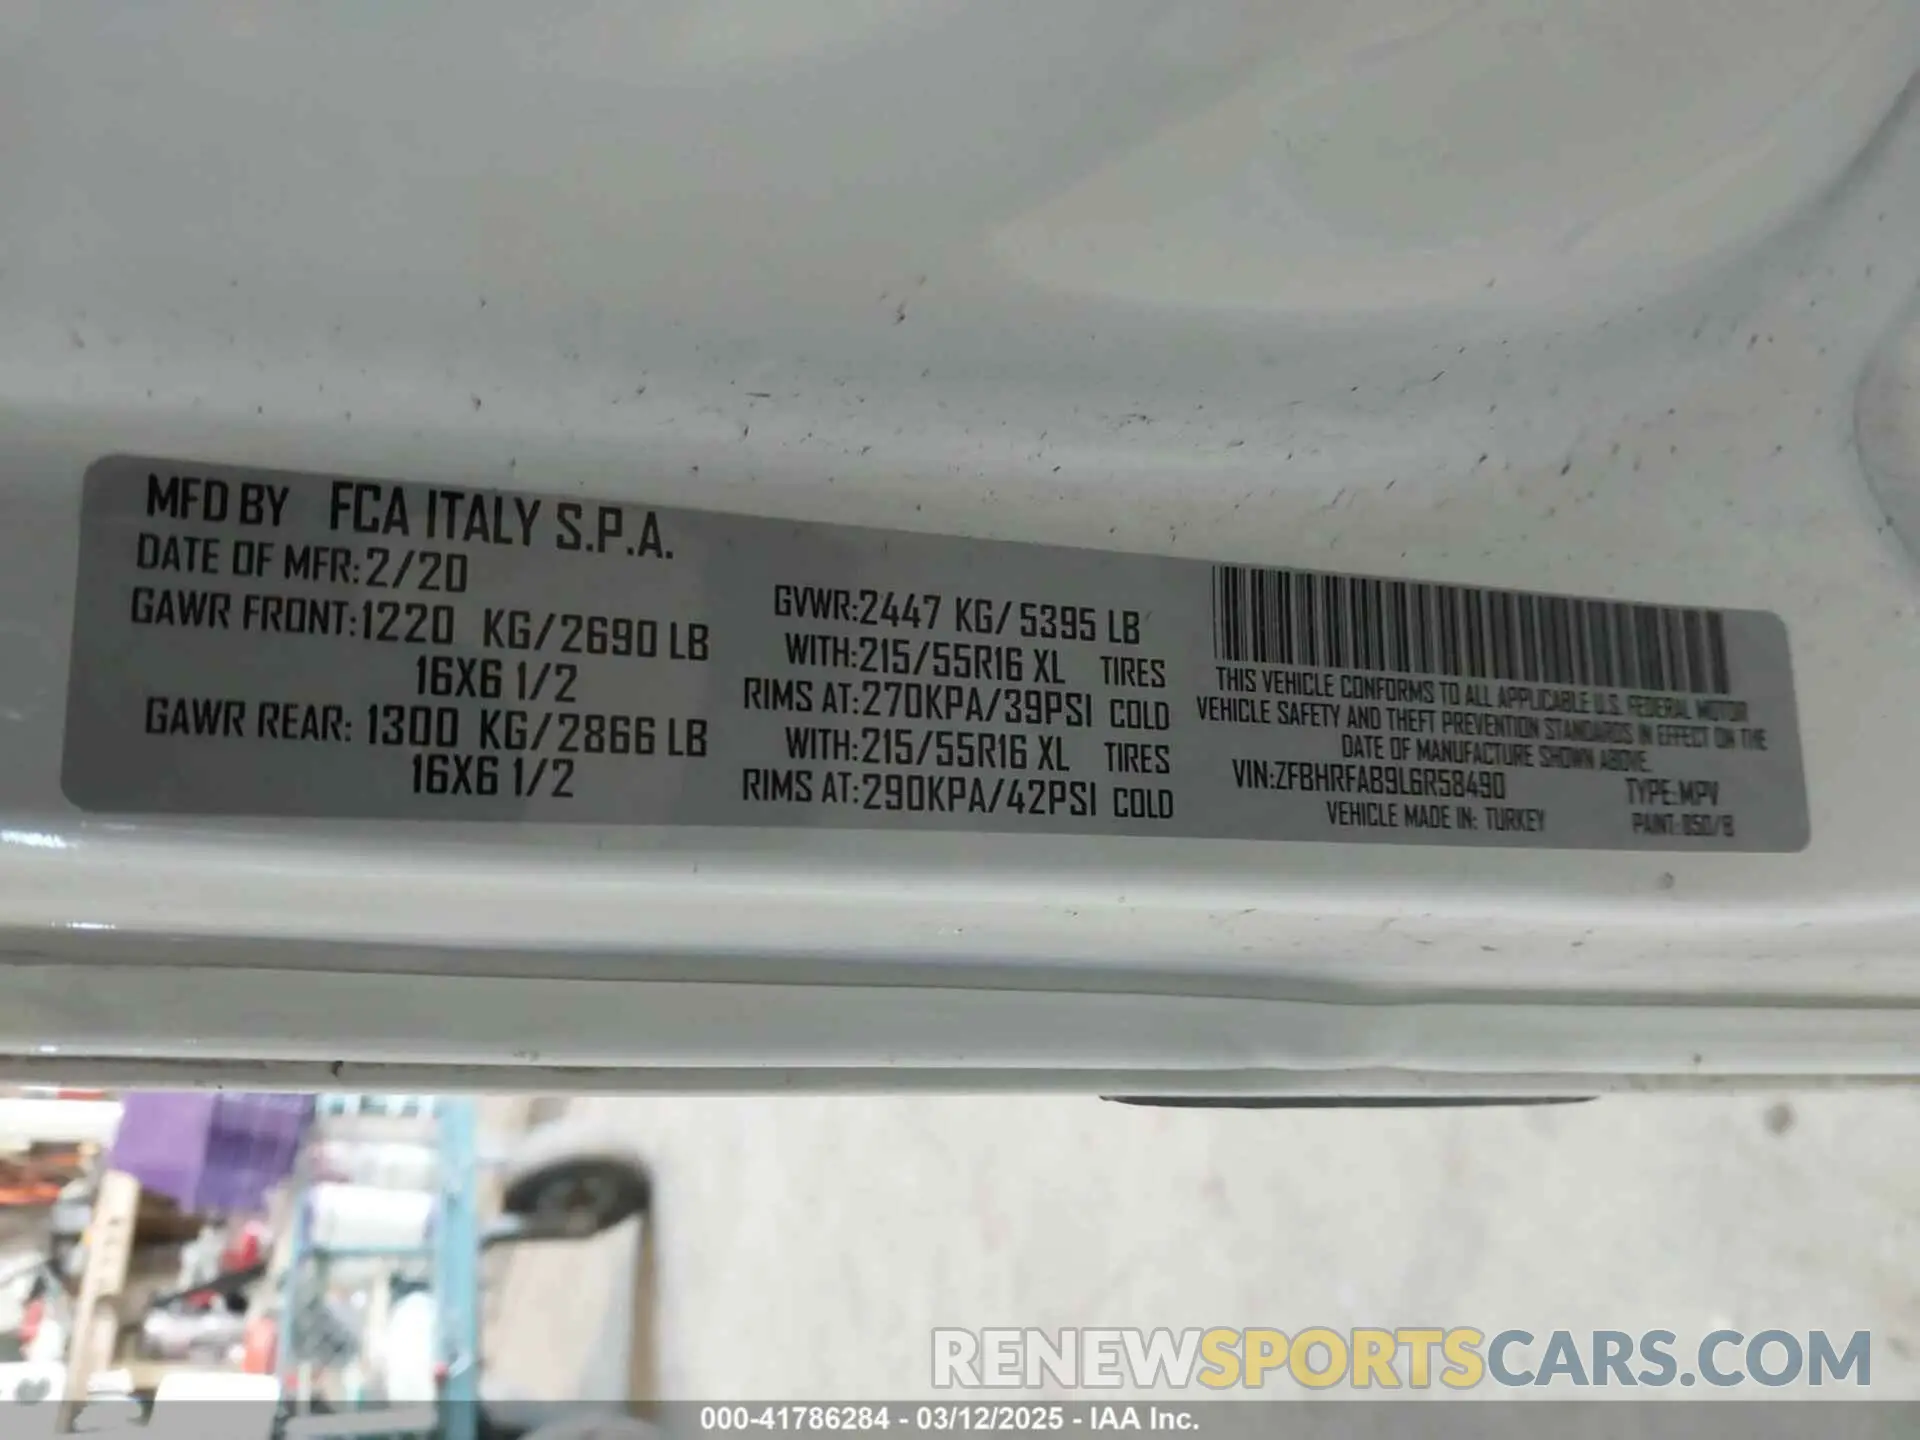 MFD BY FCA ITALY S.P.A.
DATE OF MFR: 2/20
GAWR FRONT: 1220 KG/2690 LB
16X6 1/2
GAWR REAR: 1300 KG/2866 LB
16X6 1/2
GVWR: 2447 KG/ 5395 LB
WITH: 215/55R16 XL TIRES
RIMS AT: 270KPA/39PSI COLD
WITH: 215/55R16 XL TIRES
RIMS AT: 290KPA/42PSI COLD
THIS VEHICLE CONFORMS TO ALL APPLICABLE U.S. FEDERAL MOTOR
VEHICLE SAFETY AND THEFT PREVENTION STANDARDS IN EFFECT ON THE
DATE OF MANUFACTURE SHOWN ABOVE.
VIN: ZFBHRFAB9L6R58490 TYPE: MPV
VEHICLE MADE IN: TURKEY PAINT:
RENEWSPORTSCARS.COM
000-41786284 - 03/12/2025 - IAA Inc.